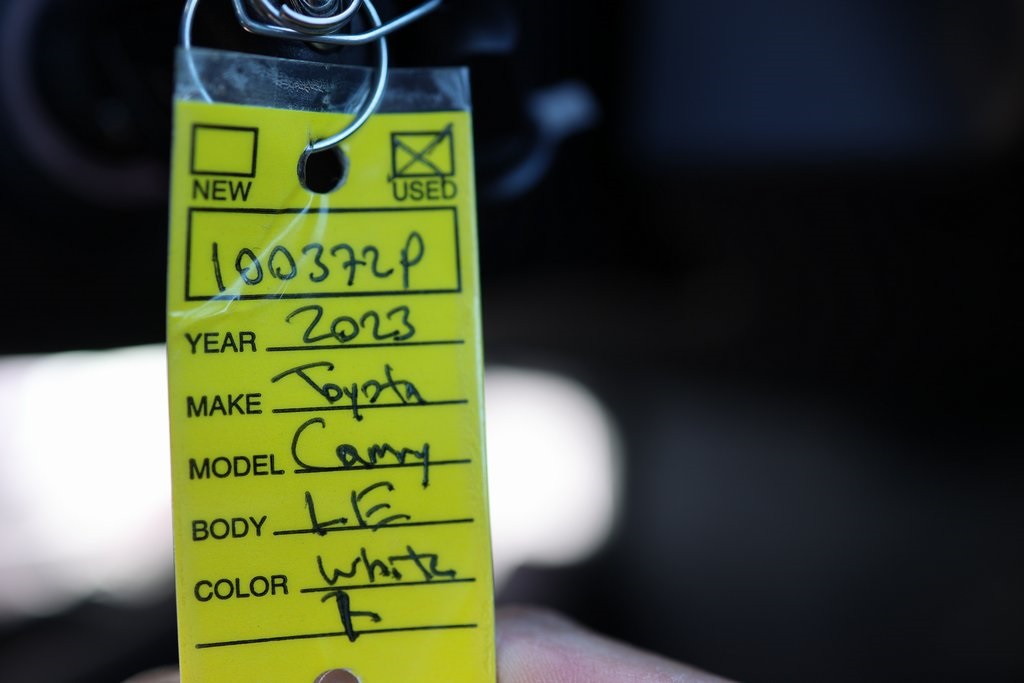 NEW USED
100372P
YEAR 2023
MAKE Toyota
MODEL Camry
BODY LE
COLOR White